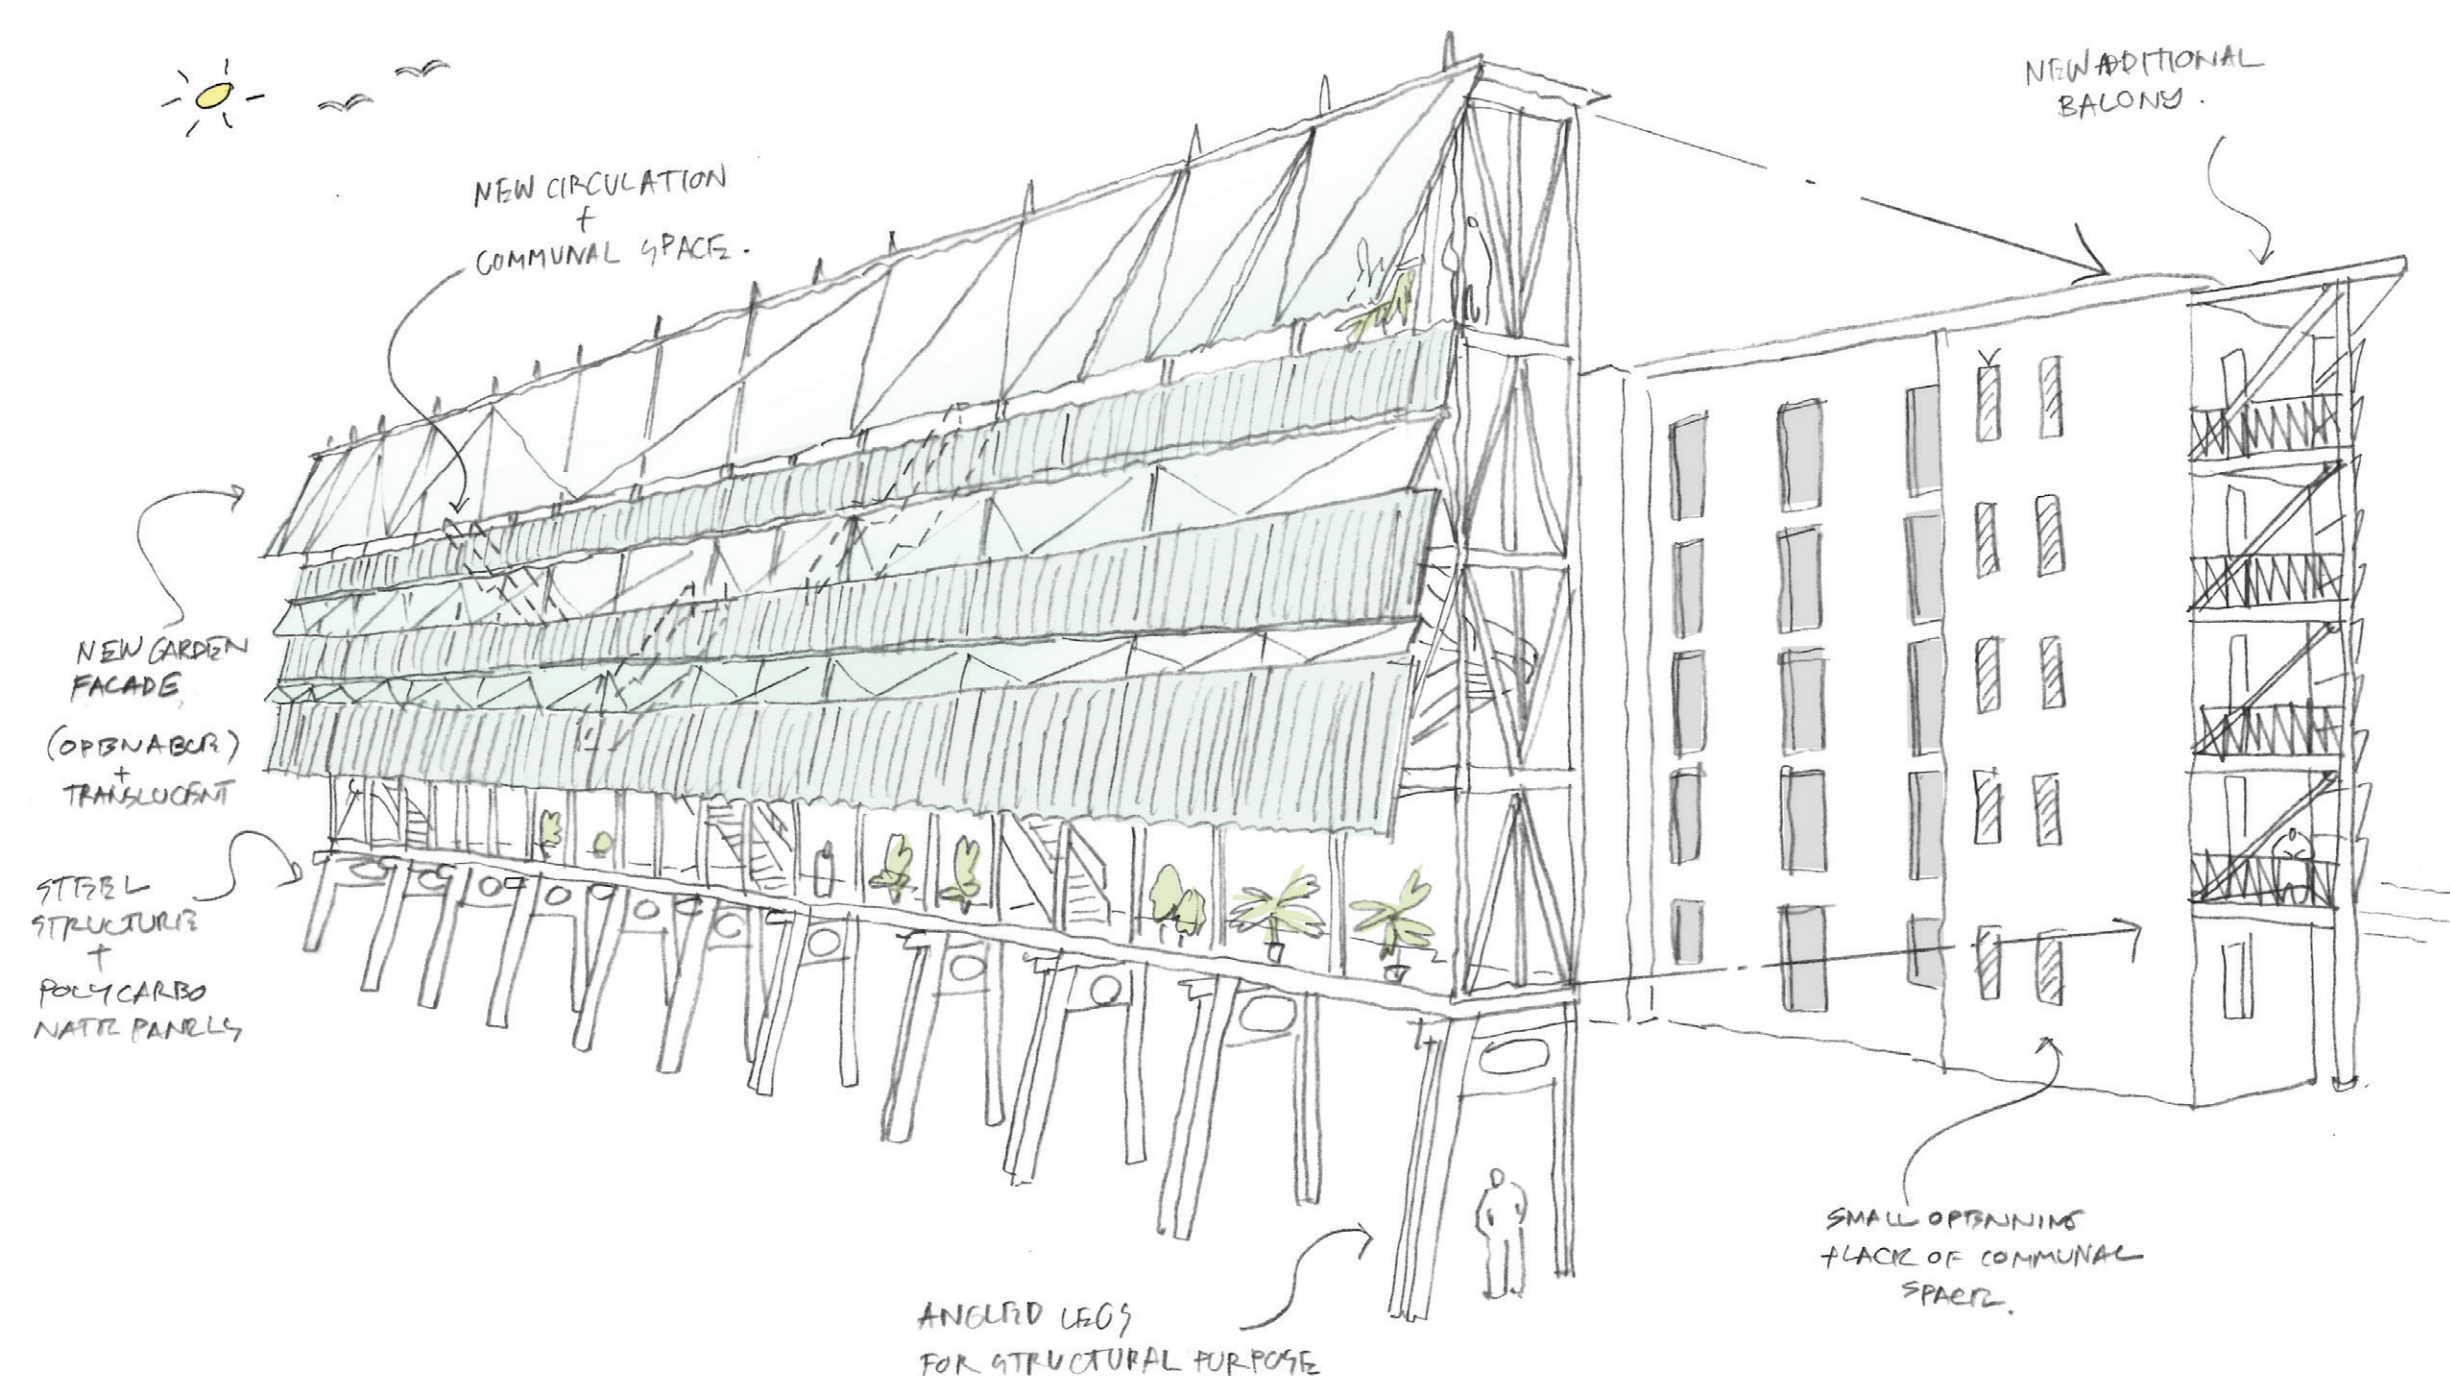 NEW ADITIONAL
BALONY.
NEW CIRCULATION
+
COMMUNAL SPACE.
NEW GARDEN
FACADE
(OPENABLE)
+
TRANSLUCENT
STEEL
STRUCTURE
+
POLYCARBO
NATE PANELS
SMALL OPENNING
+LACK OF COMMUNAL
SPACE.
ANGLED LEGS
FOR STRUCTURAL PURPOSE